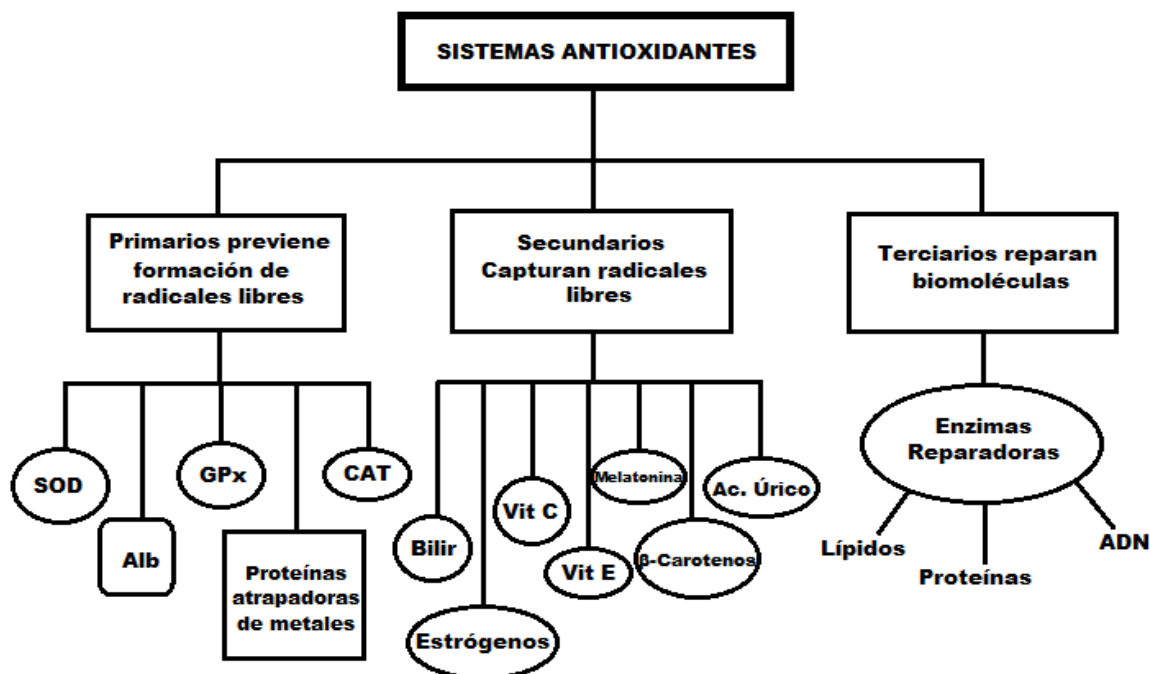 SISTEMAS ANTIOXIDANTES
Primarios previene
formación de
radicales libres
Secundarios
Capturan radicales
libres
Terciarios reparan
biomoléculas
SOD
Alb
GPx
Proteínas
atrapadoras
de metales
CAT
Bilir
Estrógenos
Vit C
Vit E
Melatonina
β-Carotenos
Ac. Úrico
Enzimas
Reparadoras
Lípidos
Proteínas
ADN